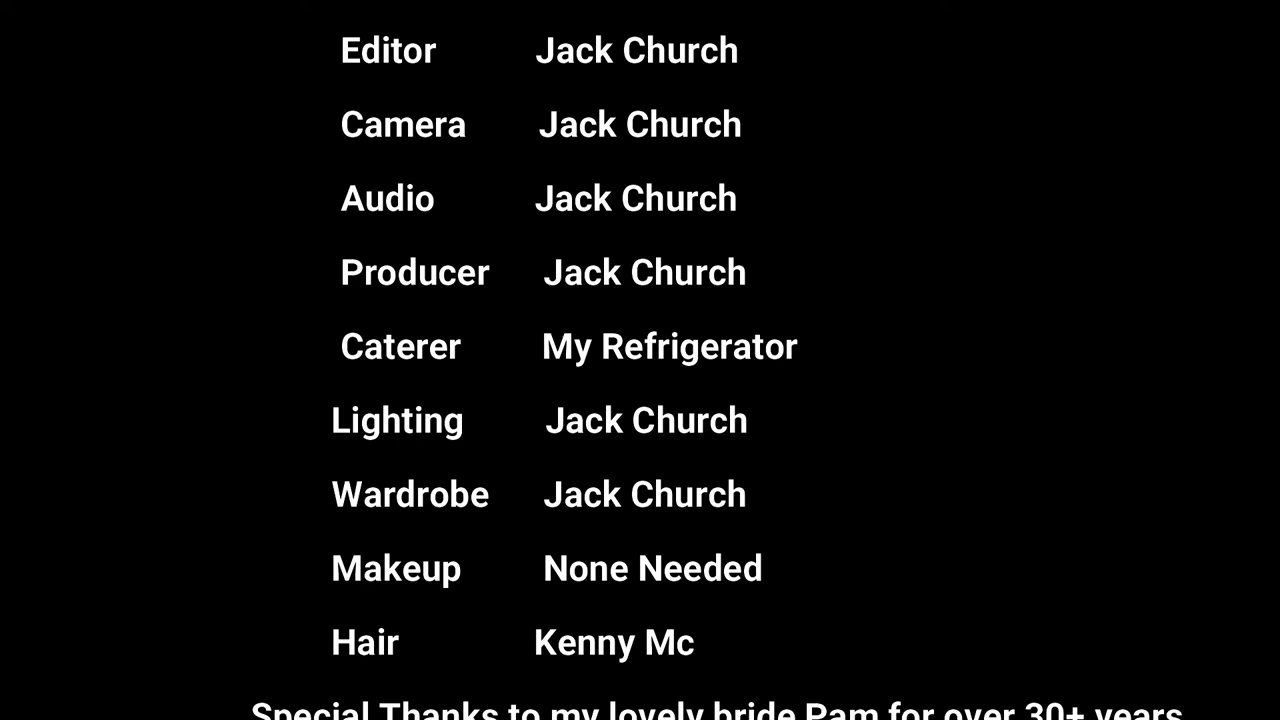 Editor Jack Church
Camera Jack Church
Audio Jack Church
Producer Jack Church
Caterer My Refrigerator
Lighting Jack Church
Wardrobe Jack Church
Makeup None Needed
Hair Kenny Mc
Special Thanks to my lovely bride Pam for over 30+ years